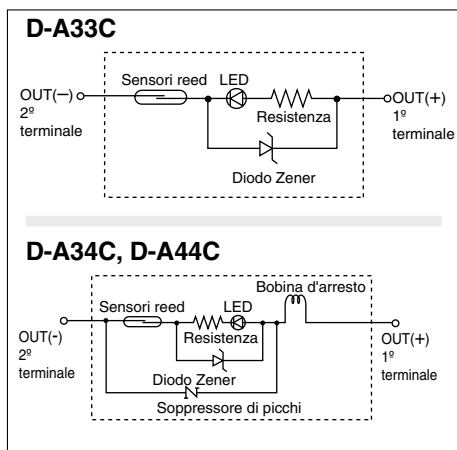 D-A33C
Sensori reed
LED
OUT(−)
2º
terminale
OUT(+)
1º
terminale
Resistenza
Diodo Zener
D-A34C, D-A44C
Bobina d'arresto
Sensori reed
LED
OUT(-)
2º
terminale
Resistenza
OUT(+)
1º
terminale
Diodo Zener
Soppressore di picchi